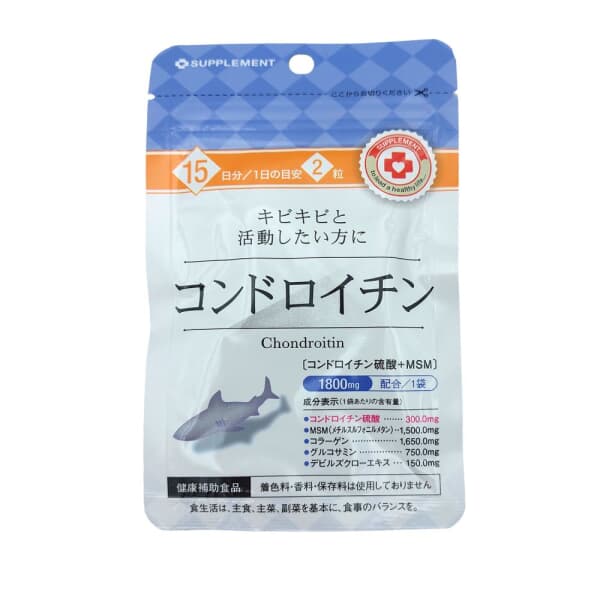 SUPPLEMENT
ここからお切りください
SUPPLEMENT
to lead a healthy life...
15日分/1日の目安2粒
キビキビと
活動したい方に
コンドロイチン
Chondroitin
〔コンドロイチン硫酸+MSM〕
1800mg 配合/1袋
成分表示(1袋あたりの含有量)
●コンドロイチン硫酸 ······ 300.0mg
●MSM(メチルスルフォニルメタン)··1,500.0mg
●コラーゲン ················ 1,650.0mg
●グルコサミン ·············· 750.0mg
●デビルズクローエキス ··· 150.0mg
健康補助食品 着色料・香料・保存料は使用しておりません
食生活は、主食、主菜、副菜を基本に、食事のバランスを。